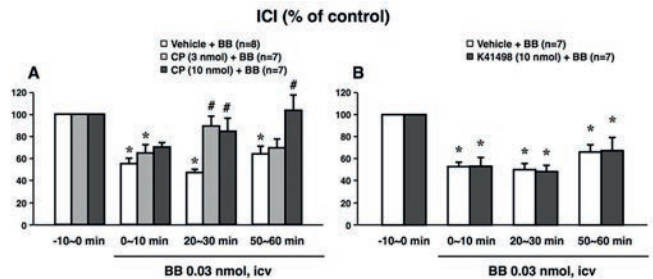 ICI (% of control)
Vehicle + BB (n=8)
CP (3 nmol) + BB (n=7)
CP (10 nmol) + BB (n=7)
A
120
100
80
60
40
20
0
* * * # # * #
-10~0 min 0~10 min 20~30 min 50~60 min
BB 0.03 nmol, icv
Vehicle + BB (n=7)
K41498 (10 nmol) + BB (n=7)
B
120
100
80
60
40
20
0
* * * * * *
-10~0 min 0~10 min 20~30 min 50~60 min
BB 0.03 nmol, icv